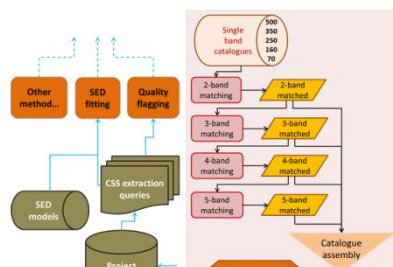 Single
band
catalogues
500
350
250
160
70
Other
method...
SED
fitting
Quality
flagging
2-band
matching
2-band
matched
3-band
matching
3-band
matched
4-band
matching
4-band
matched
5-band
matching
5-band
matched
CSS extraction
queries
SED
models
Catalogue
assembly
Project